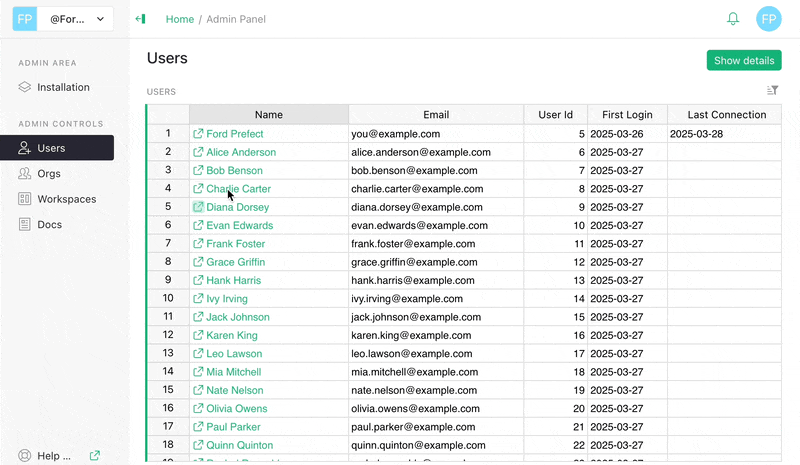 FP @For...
Home / Admin Panel
FP
ADMIN AREA
Installation
ADMIN CONTROLS
Users
Orgs
Workspaces
Docs
Help ...
Users
Show details
USERS
Name Email User Id First Login Last Connection
1 Ford Prefect you@example.com 5 2025-03-26 2025-03-28
2 Alice Anderson alice.anderson@example.com 6 2025-03-27
3 Bob Benson bob.benson@example.com 7 2025-03-27
4 Charlie Carter charlie.carter@example.com 8 2025-03-27
5 Diana Dorsey diana.dorsey@example.com 9 2025-03-27
6 Evan Edwards evan.edwards@example.com 10 2025-03-27
7 Frank Foster frank.foster@example.com 11 2025-03-27
8 Grace Griffin grace.griffin@example.com 12 2025-03-27
9 Hank Harris hank.harris@example.com 13 2025-03-27
10 Ivy Irving ivy.irving@example.com 14 2025-03-27
11 Jack Johnson jack.johnson@example.com 15 2025-03-27
12 Karen King karen.king@example.com 16 2025-03-27
13 Leo Lawson leo.lawson@example.com 17 2025-03-27
14 Mia Mitchell mia.mitchell@example.com 18 2025-03-27
15 Nate Nelson nate.nelson@example.com 19 2025-03-27
16 Olivia Owens olivia.owens@example.com 20 2025-03-27
17 Paul Parker paul.parker@example.com 21 2025-03-27
18 Quinn Quinton quinn.quinton@example.com 22 2025-03-27